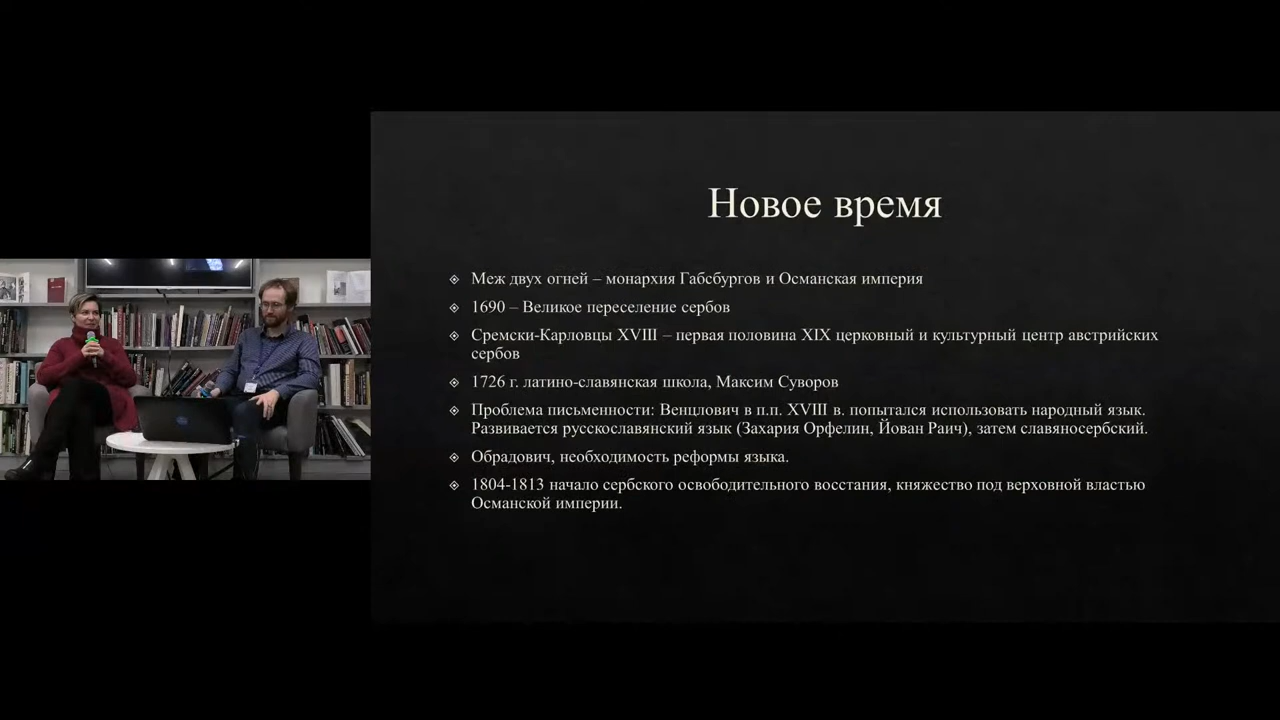 Новое время
Меж двух огней – монархия Габсбургов и Османская империя
1690 – Великое переселение сербов
Сремски-Карловцы XVIII – первая половина XIX церковный и культурный центр австрийских
сербов
1726 г. латино-славянская школа, Максим Суворов
Проблема письменности: Венцлович в п.п. XVIII в. попытался использовать народный язык.
Развивается русскославянский язык (Захария Орфелин, Йован Раич), затем славяносербский.
Обрадович, необходимость реформы языка.
1804-1813 начало сербского освободительного восстания, княжество под верховной властью
Османской империи.